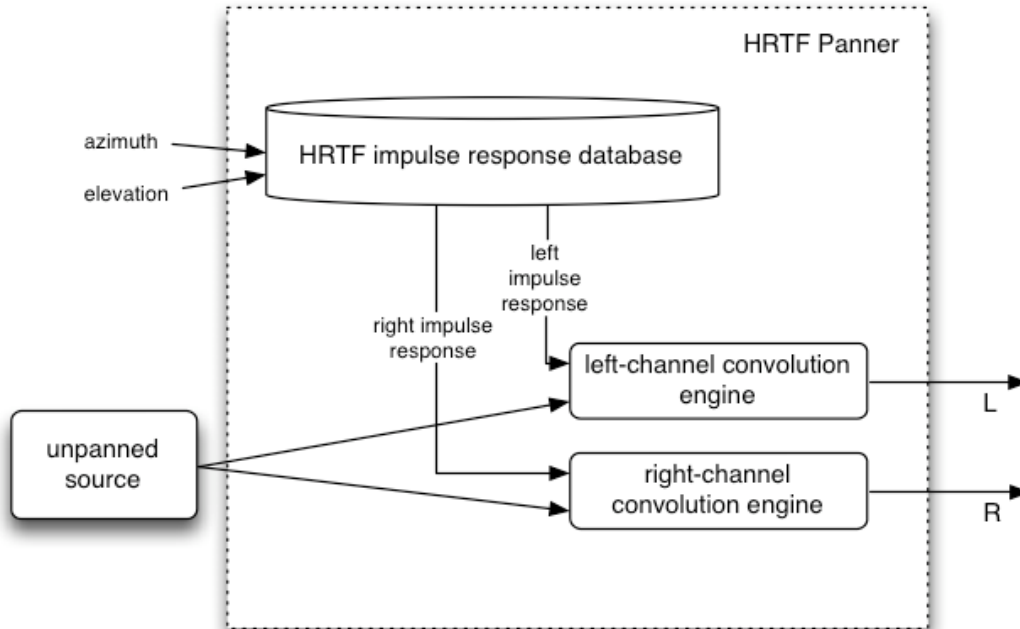 HRTF Panner
azimuth
HRTF impulse response database
elevation
left
impulse
response
right impulse
response
left-channel convolution
engine
L
unpanned
source
right-channel
convolution engine
R